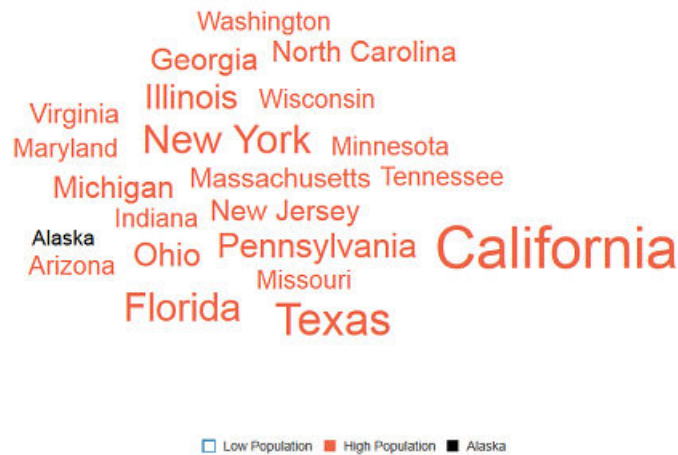 Washington
Georgia North Carolina
Illinois Wisconsin
Virginia
New York Minnesota
Maryland
Massachusetts Tennessee
Michigan
Indiana New Jersey
Alaska
Ohio Pennsylvania California
Arizona
Missouri
Florida Texas
Low Population High Population Alaska